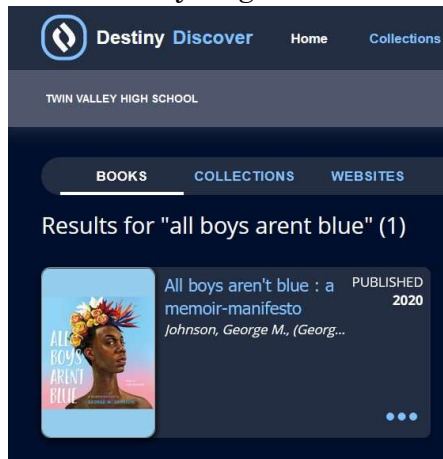 Destiny Discover Home Collections
TWIN VALLEY HIGH SCHOOL
BOOKS COLLECTIONS WEBSITES
Results for "all boys arent blue" (1)
All boys aren't blue : a PUBLISHED
memoir-manifesto 2020
Johnson, George M., (Georg...
ALL
BOYS
AREN'T
BLUE
GEORGE M. JOHNSON